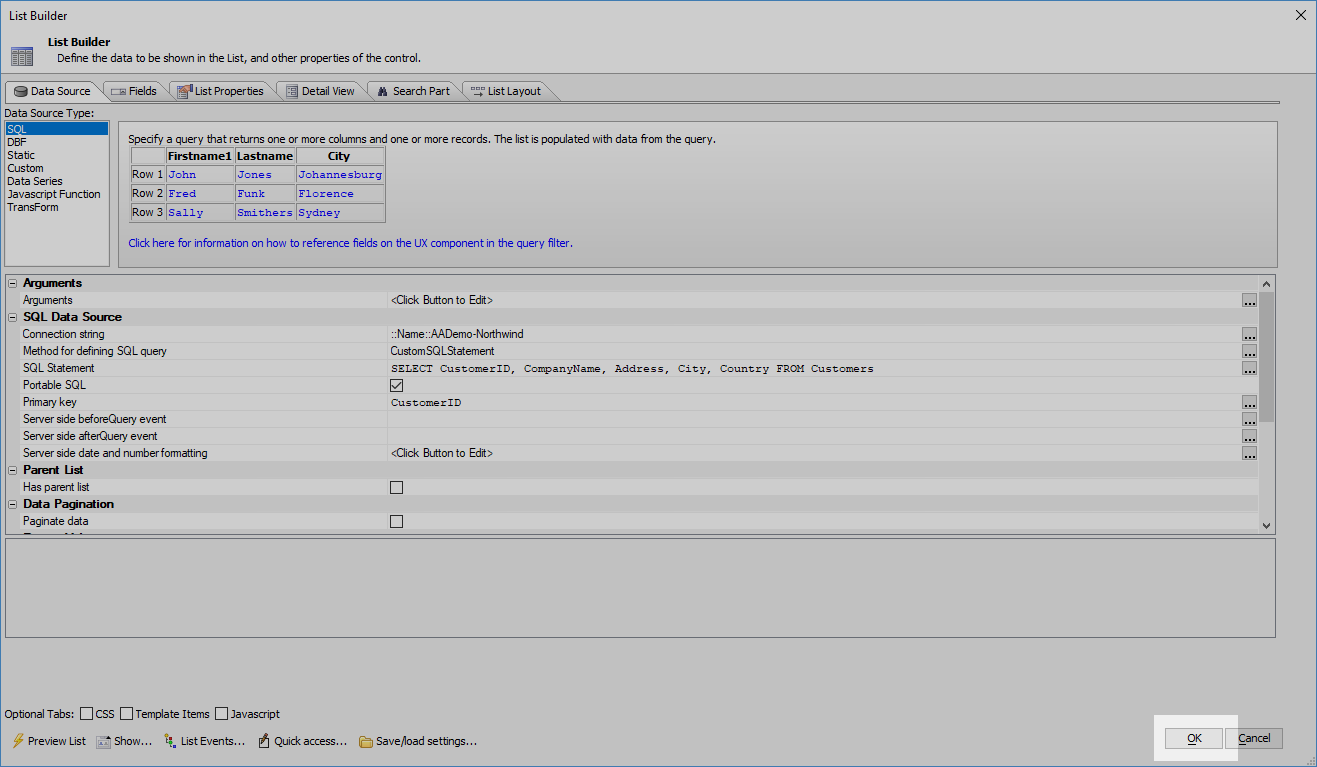 List Builder
List Builder
Define the data to be shown in the List, and other properties of the control.
Data Source Fields List Properties Detail View Search Part List Layout
Data Source Type:
SQL
DBF
Static
Custom
Data Series
Javascript Function
TransForm
Specify a query that returns one or more columns and one or more records. The list is populated with data from the query.
Firstname1 Lastname City
Row 1 John Jones Johannesburg
Row 2 Fred Funk Florence
Row 3 Sally Smithers Sydney
Click here for information on how to reference fields on the UX component in the query filter.
Arguments
Arguments <Click Button to Edit> ...
SQL Data Source
Connection string ::Name::AADemo-Northwind ...
Method for defining SQL query CustomSQLStatement ...
SQL Statement SELECT CustomerID, CompanyName, Address, City, Country FROM Customers ...
Portable SQL
Primary key CustomerID ...
Server side beforeQuery event ...
Server side afterQuery event ...
Server side date and number formatting <Click Button to Edit> ...
Parent List
Has parent list
Data Pagination
Paginate data
Optional Tabs: CSS Template Items Javascript
Preview List Show... List Events... Quick access... Save/load settings... OK Cancel